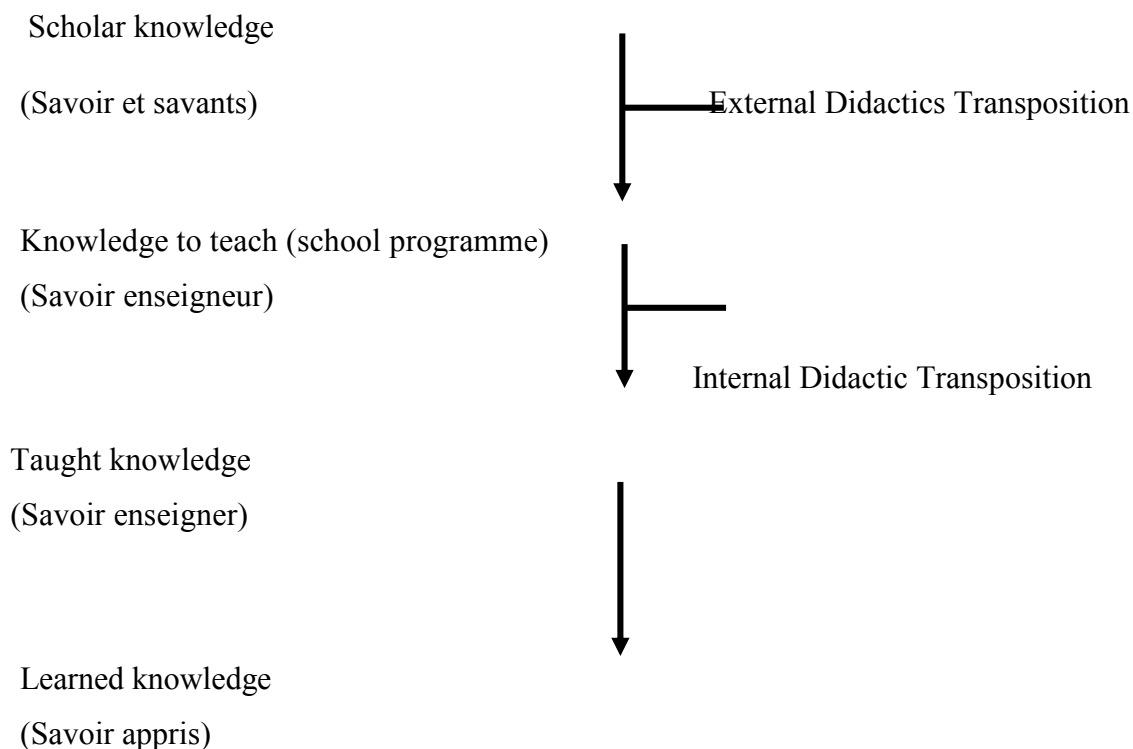 Scholar knowledge
(Savoir et savants)
External Didactics Transposition
Knowledge to teach (school programme)
(Savoir enseigneur)
Internal Didactic Transposition
Taught knowledge
(Savoir enseigner)
Learned knowledge
(Savoir appris)